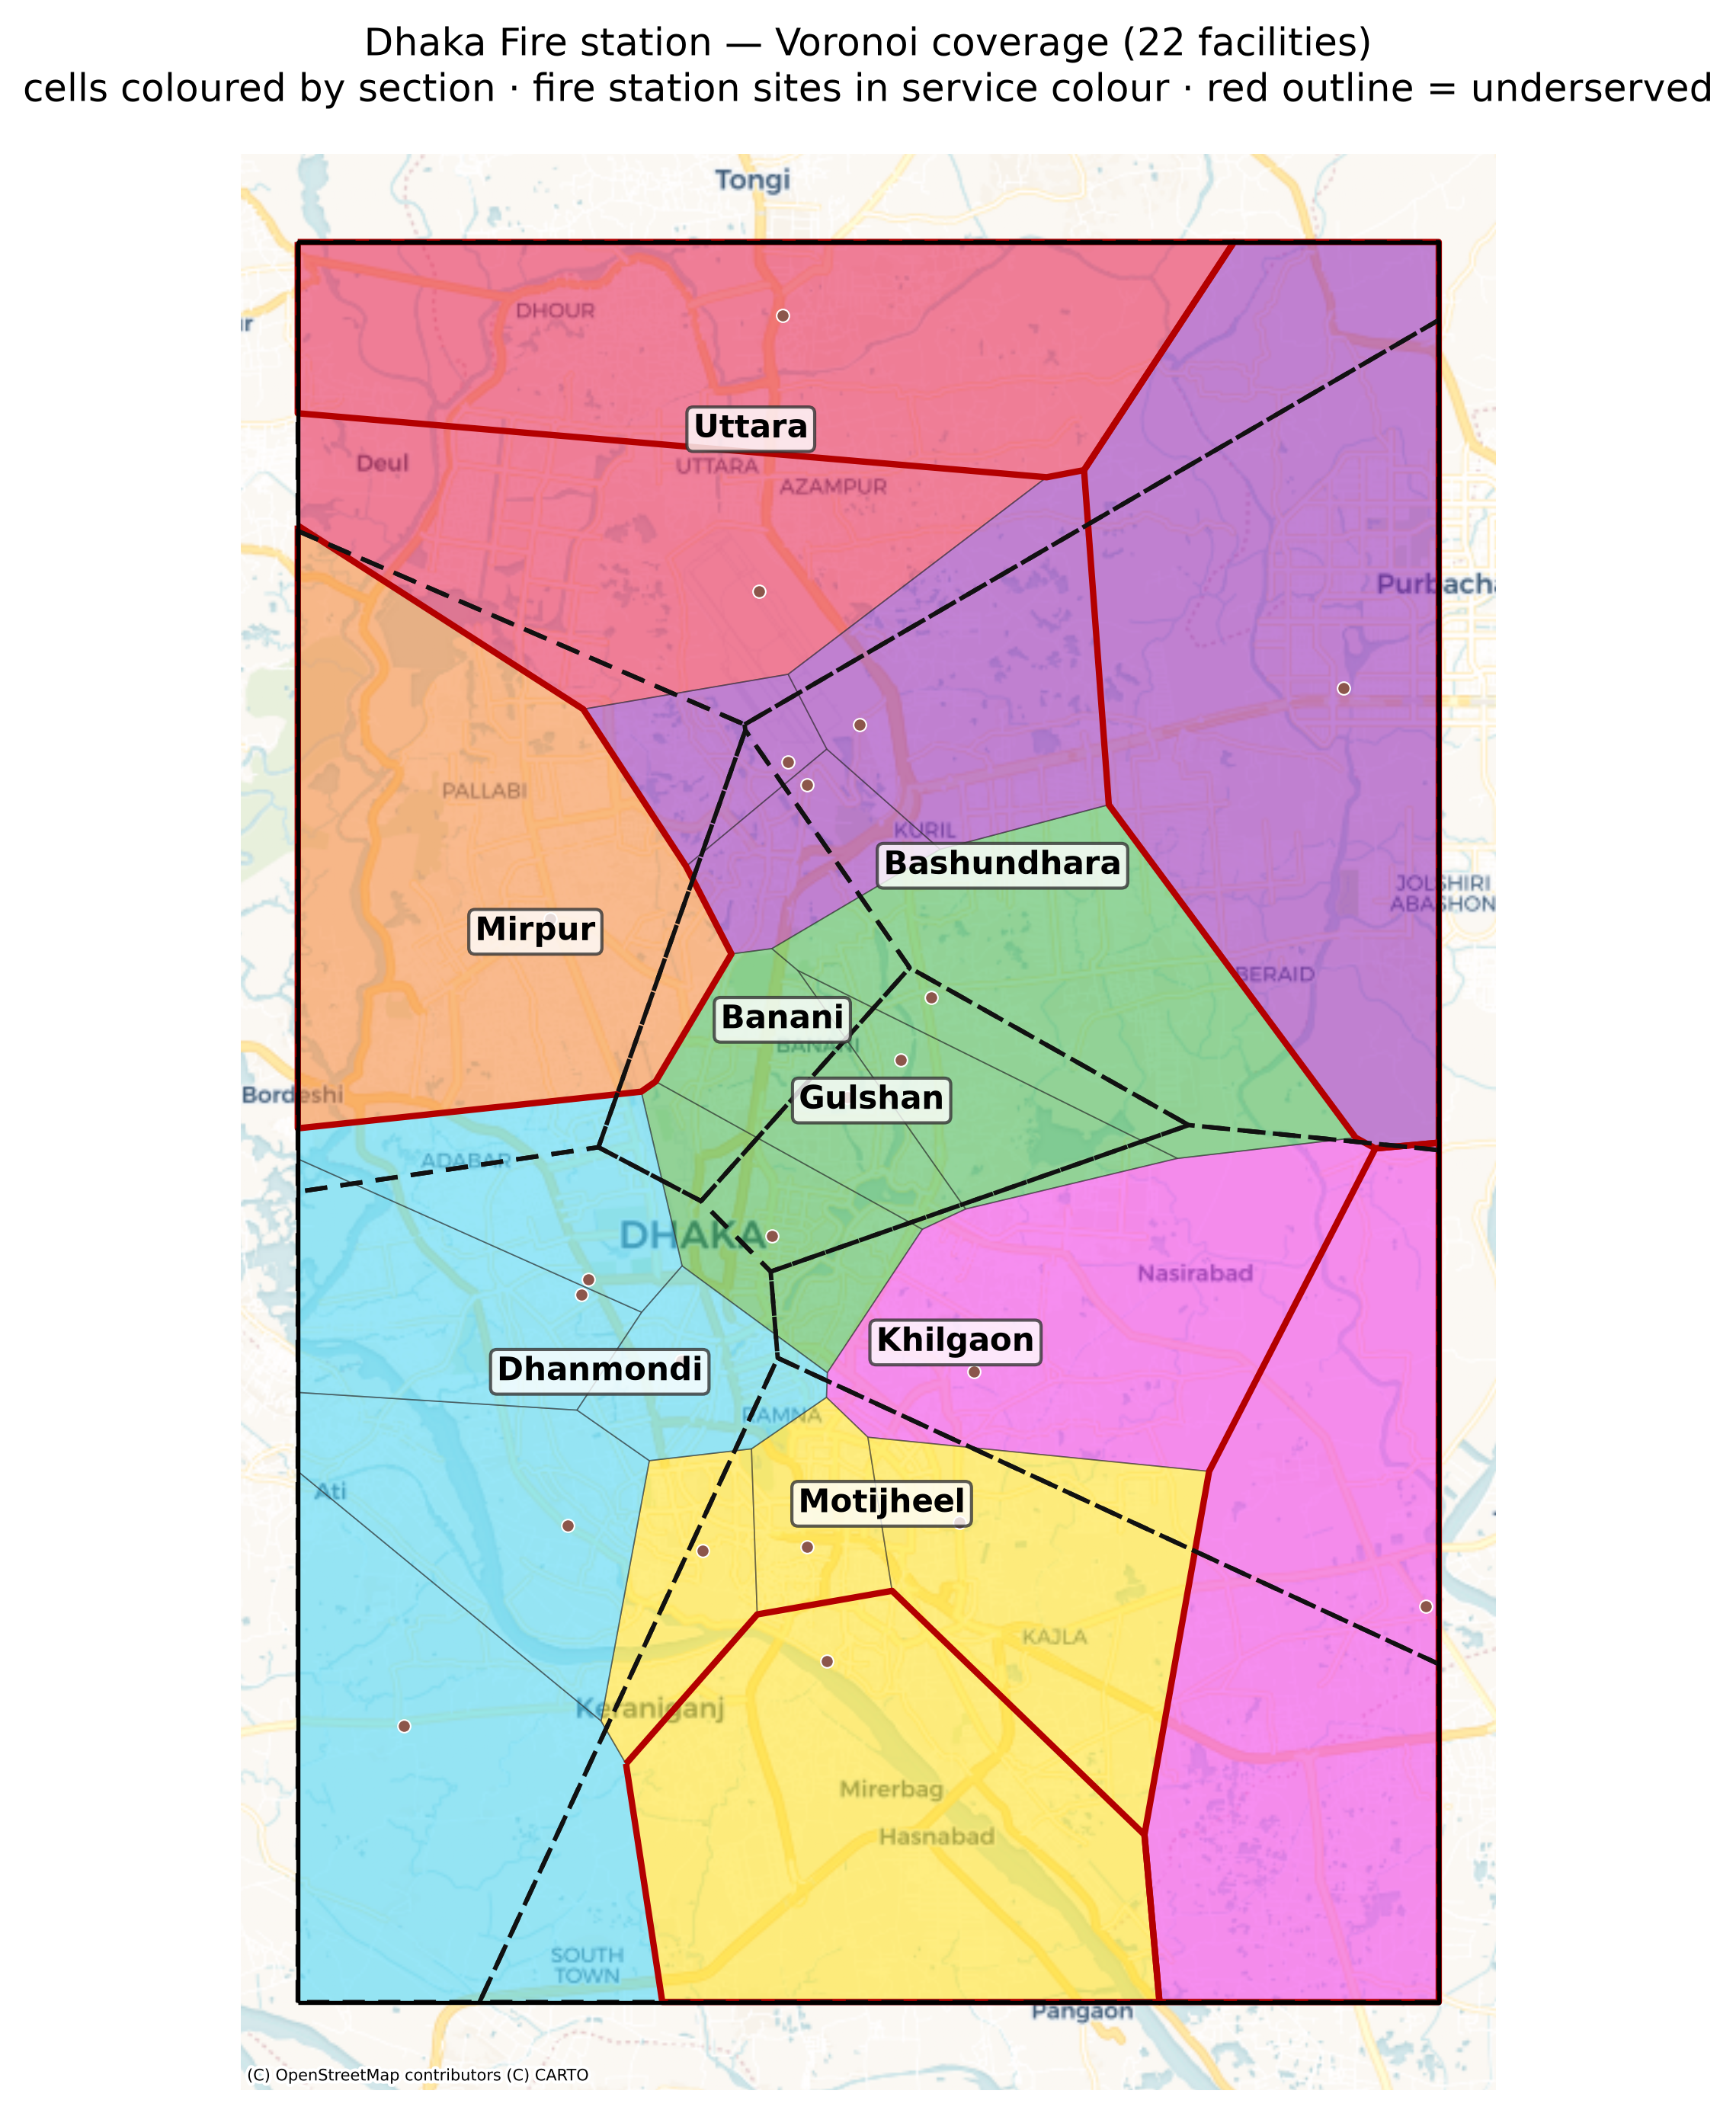 Dhaka Fire station — Voronoi coverage (22 facilities)
cells coloured by section · fire station sites in service colour · red outline = underserved
Tongi
DHOUR
Uttara
Deul
UTTARA
AZAMPUR
Purbacha
PALLABI
KURIL
Bashundhara
JOLSHIRI
ABASHON
Mirpur
BERAID
Banani
BANANI
Gulshan
Bordeshi
ADABAR
DHAKA
Nasirabad
Khilgaon
Dhanmondi
RAMNA
Ati
Motijheel
KAJLA
Keraniganj
Mirerbag
Hasnabad
SOUTH
TOWN
Pangaon
(C) OpenStreetMap contributors (C) CARTO